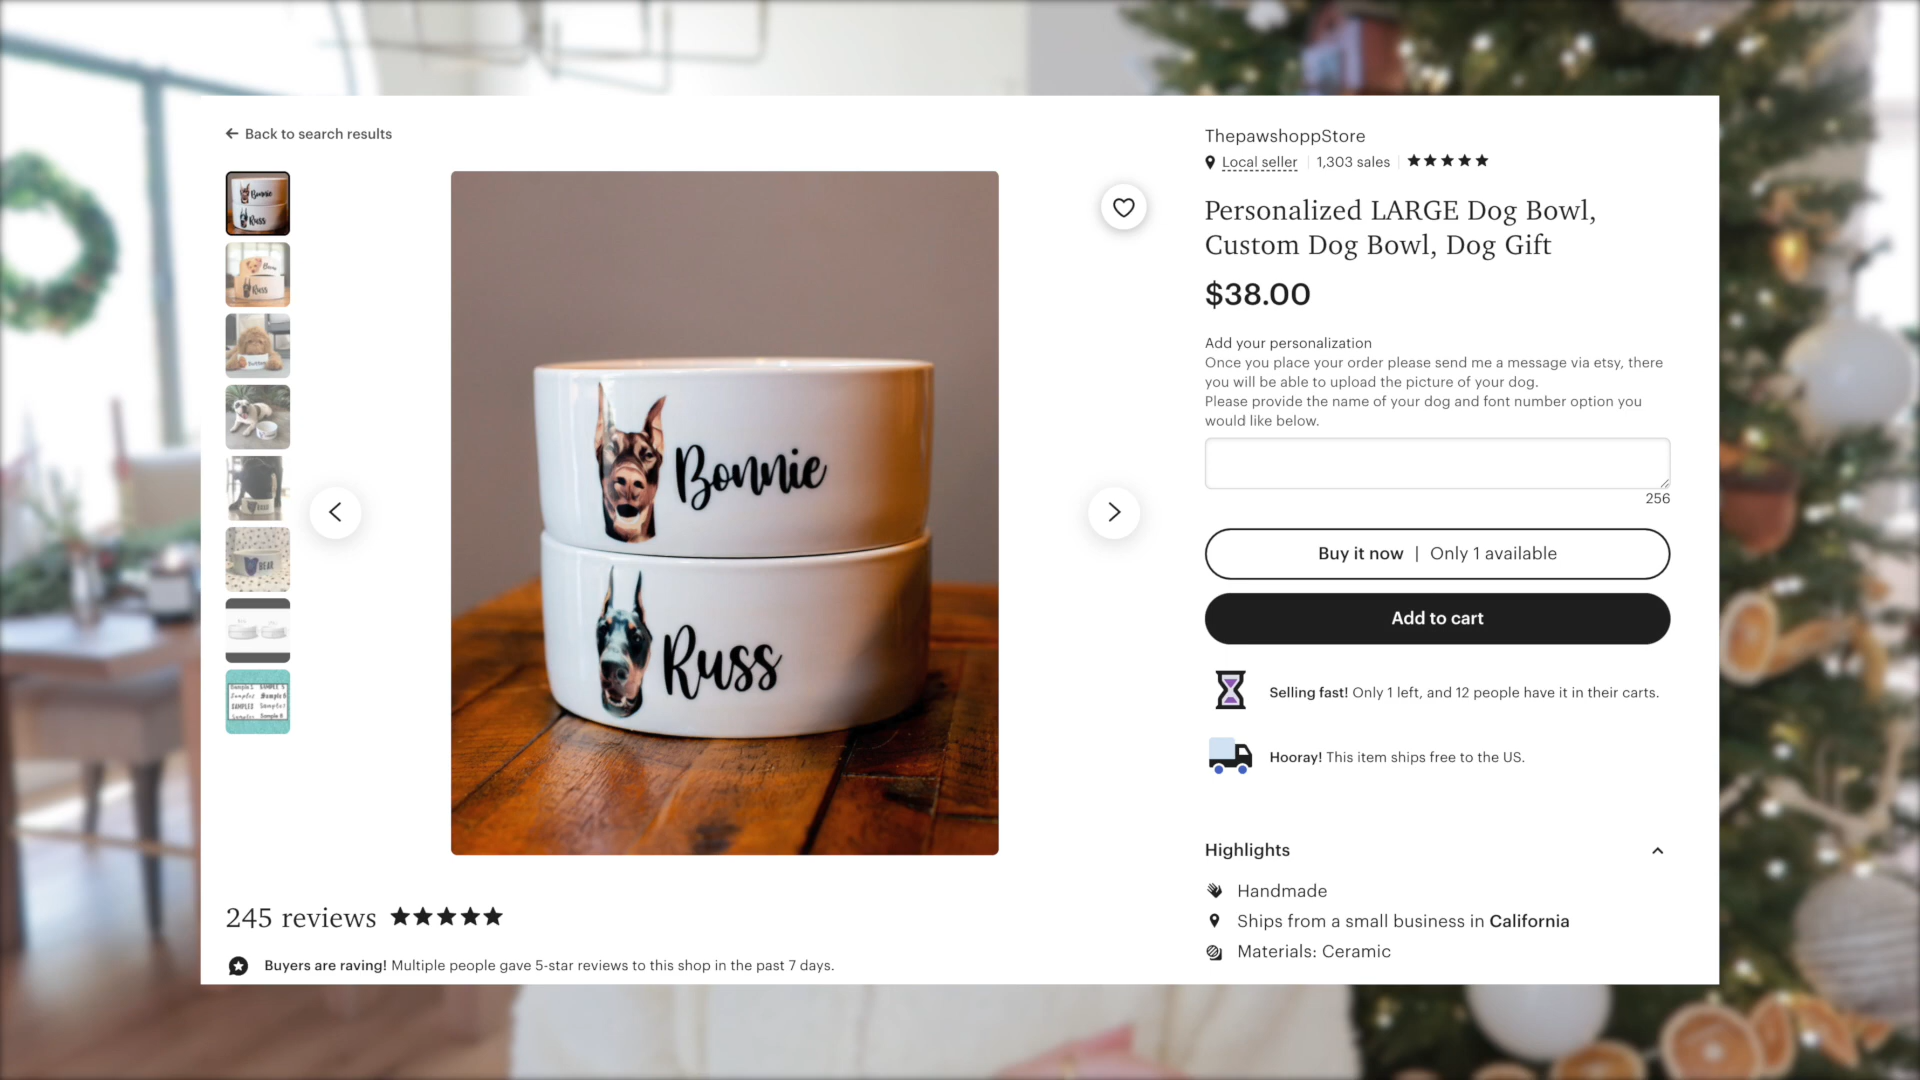 Back to search results
ThepawshoppStore
Local seller | 1,303 sales
Personalized LARGE Dog Bowl,
Custom Dog Bowl, Dog Gift
$38.00
Add your personalization
Once you place your order please send me a message via etsy, there
you will be able to upload the picture of your dog.
Please provide the name of your dog and font number option you
would like below.
256
Buy it now | Only 1 available
Add to cart
Selling fast! Only 1 left, and 12 people have it in their carts.
Hooray! This item ships free to the US.
Highlights
Handmade
Ships from a small business in California
Materials: Ceramic
Bonnie
Russ
245 reviews
Buyers are raving! Multiple people gave 5-star reviews to this shop in the past 7 days.